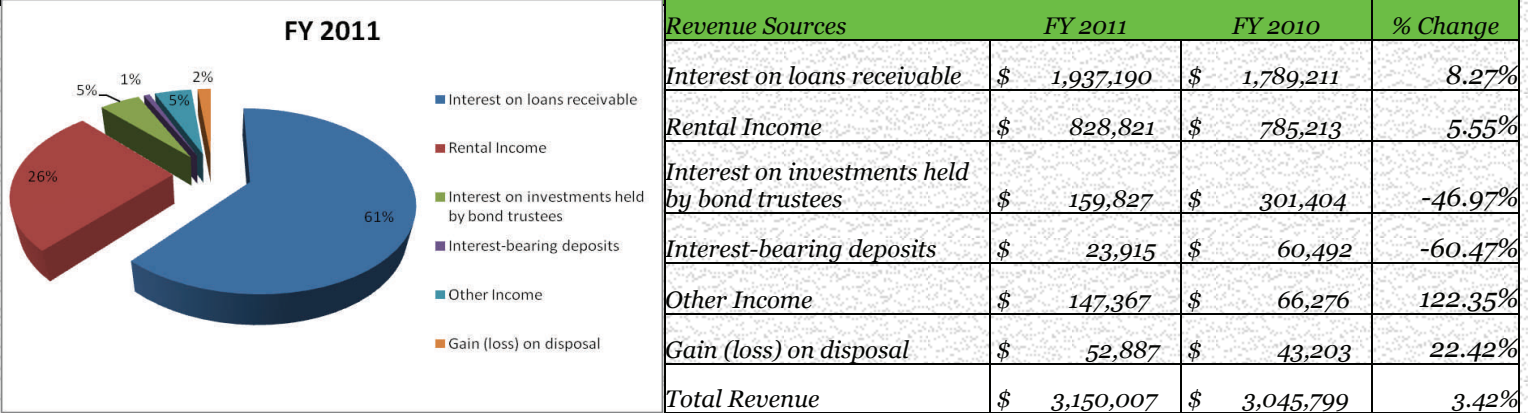 FY 2011
5%
1%
5%
2%
26%
61%
Interest on loans receivable
Rental Income
Interest on investments held
by bond trustees
Interest-bearing deposits
Other Income
Gain (loss) on disposal
Revenue Sources FY 2011 FY 2010 % Change
Interest on loans receivable $ 1,937,190 $ 1,789,211 8.27%
Rental Income $ 828,821 $ 785,213 5.55%
Interest on investments held
by bond trustees $ 159,827 $ 301,404 -46.97%
Interest-bearing deposits $ 23,915 $ 60,492 -60.47%
Other Income $ 147,367 $ 66,276 122.35%
Gain (loss) on disposal $ 52,887 $ 43,203 22.42%
Total Revenue $ 3,150,007 $ 3,045,799 3.42%